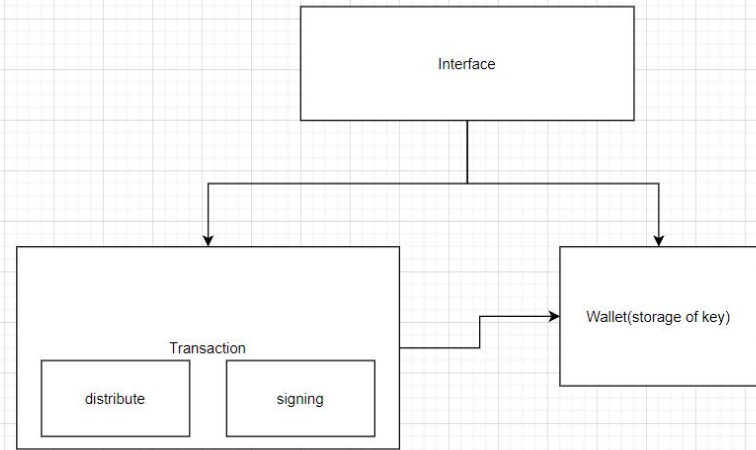 Interface
Transaction
Wallet(storage of key)
distribute
signing